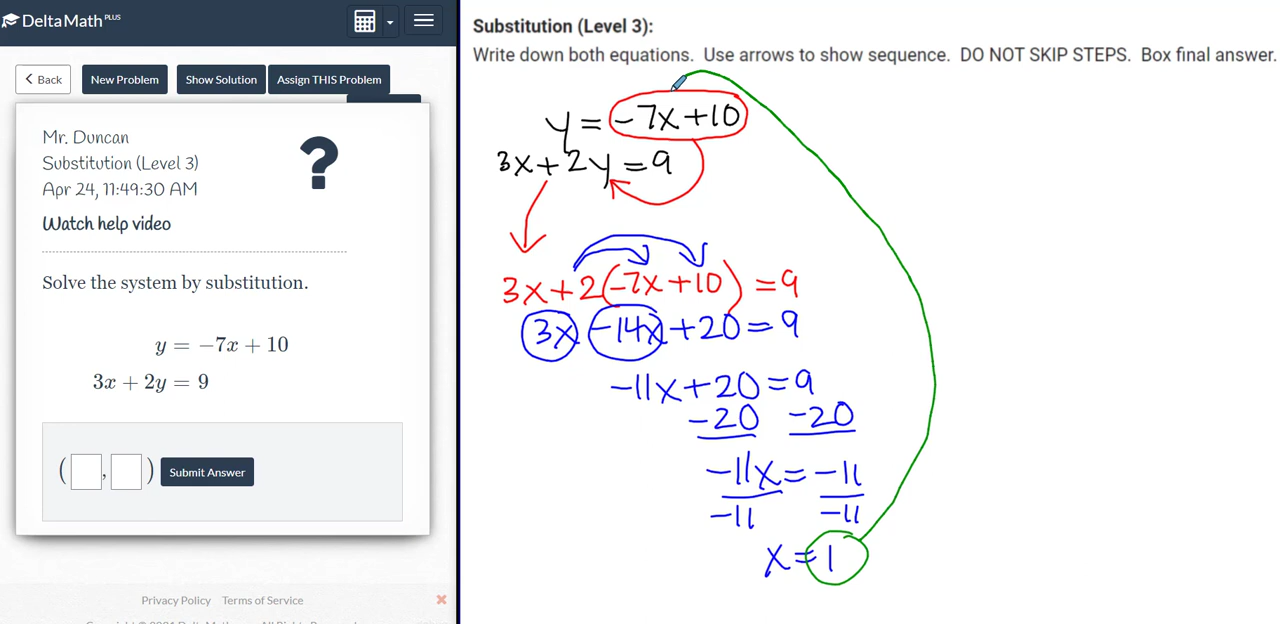 DeltaMath PLUS
Back
New Problem
Show Solution
Assign THIS Problem
Mr. Duncan
Substitution (Level 3)
Apr 24, 11:49:30 AM
Watch help video
?
Solve the system by substitution.
y = −7x + 10
3x + 2y = 9
( , ) Submit Answer
Privacy Policy Terms of Service
Substitution (Level 3):
Write down both equations. Use arrows to show sequence. DO NOT SKIP STEPS. Box final answer.
y = -7x +10
3x + 2y = 9
3x + 2(-7x +10) = 9
3x -14x +20 = 9
-11x +20 = 9
-20 -20
-11x = -11
-11 -11
x = 1